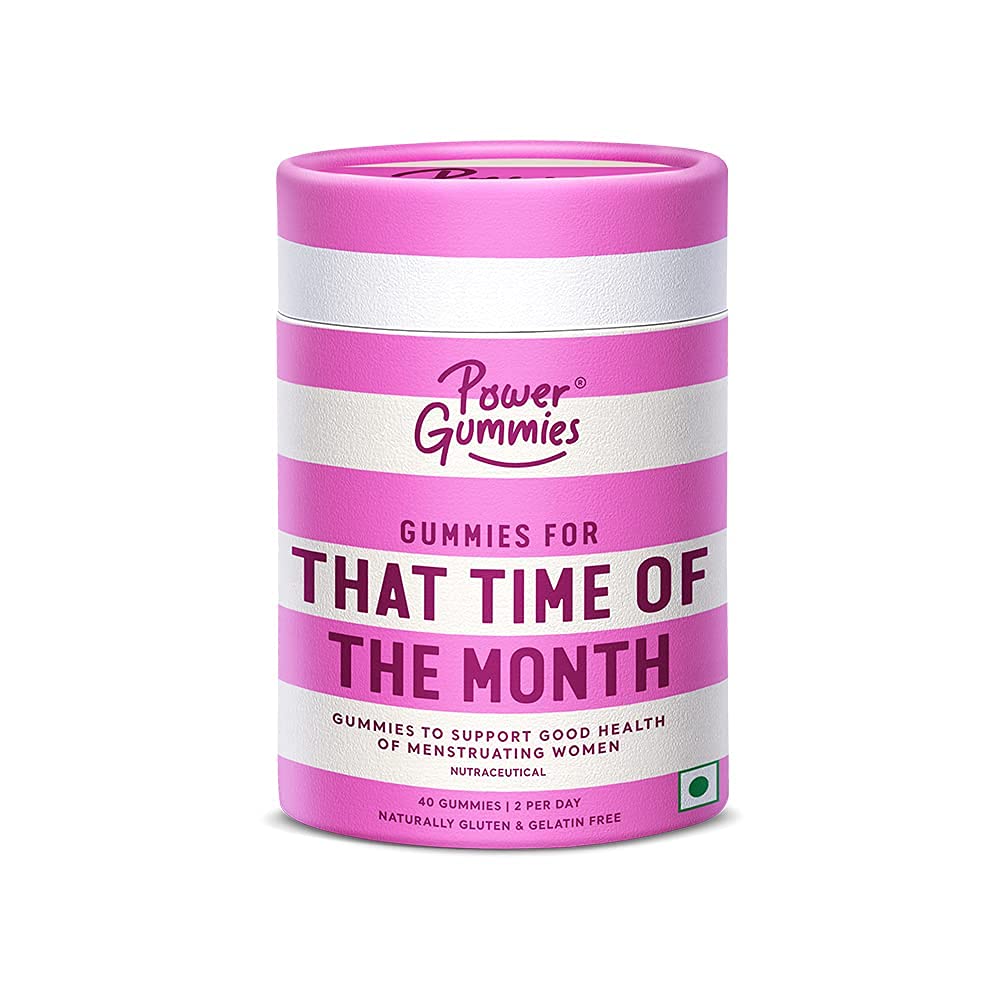 Power
Gummies®
GUMMIES FOR
THAT TIME OF
THE MONTH
GUMMIES TO SUPPORT GOOD HEALTH
OF MENSTRUATING WOMEN
NUTRACEUTICAL
40 GUMMIES | 2 PER DAY
NATURALLY GLUTEN & GELATIN FREE